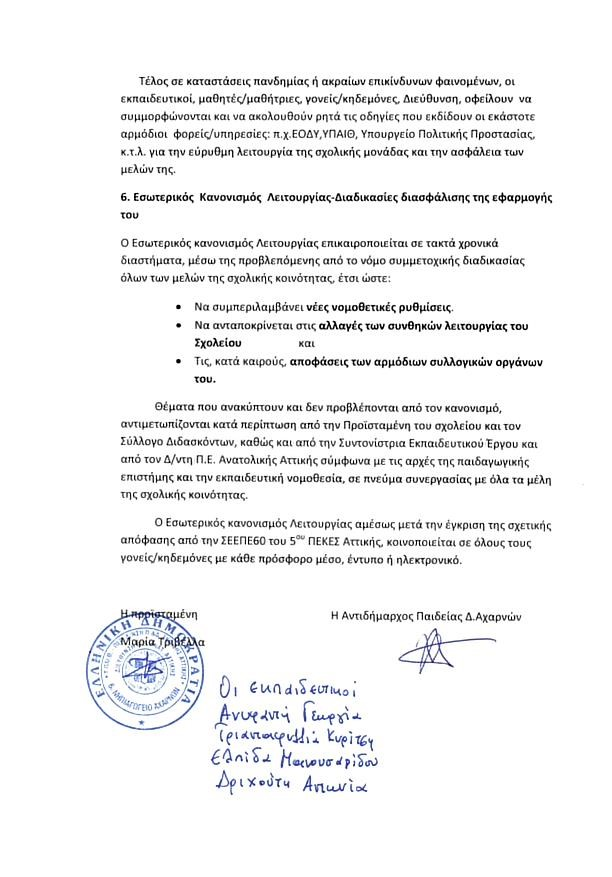 Τέλος σε καταστάσεις πανδημίας ή ακραίων επικίνδυνων φαινομένων, οι
εκπαιδευτικοί, μαθητές/μαθήτριες, γονείς/κηδεμόνες, Διεύθυνση, οφείλουν να
συμμορφώνονται και να ακολουθούν ρητά τις οδηγίες που εκδίδουν οι εκάστοτε
αρμόδιοι φορείς/υπηρεσίες: π.χ.ΕΟΔΥ,ΥΠΑΙΘ, Υπουργείο Πολιτικής Προστασίας,
κ.τ.λ. για την εύρυθμη λειτουργία της σχολικής μονάδας και την ασφάλεια των
μελών της.
6. Εσωτερικός Κανονισμός Λειτουργίας-Διαδικασίες διασφάλισης της εφαρμογής
του
Ο Εσωτερικός κανονισμός Λειτουργίας επικαιροποιείται σε τακτά χρονικά
διαστήματα, μέσω της προβλεπόμενης από το νόμο συμμετοχικής διαδικασίας
όλων των μελών της σχολικής κοινότητας, έτσι ώστε:
• Να συμπεριλαμβάνει νέες νομοθετικές ρυθμίσεις.
• Να ανταποκρίνεται στις αλλαγές των συνθηκών λειτουργίας του
Σχολείου και
• Τις, κατά καιρούς, αποφάσεις των αρμόδιων συλλογικών οργάνων
του.
Θέματα που ανακύπτουν και δεν προβλέπονται από τον κανονισμό,
αντιμετωπίζονται κατά περίπτωση από την Προϊσταμένη του σχολείου και τον
Σύλλογο Διδασκόντων, καθώς και από την Συντονίστρια Εκπαιδευτικού Έργου και
από τον Δ/ντη Π.Ε. Ανατολικής Αττικής σύμφωνα με τις αρχές της παιδαγωγικής
επιστήμης και την εκπαιδευτική νομοθεσία, σε πνεύμα συνεργασίας με όλα τα μέλη
της σχολικής κοινότητας.
Ο Εσωτερικός κανονισμός Λειτουργίας αμέσως μετά την έγκριση της σχετικής
απόφασης από την ΣΕΕΠΕ60 του 5ου ΠΕΚΕΣ Αττικής, κοινοποιείται σε όλους τους
γονείς/κηδεμόνες με κάθε πρόσφορο μέσο, έντυπο ή ηλεκτρονικό.
Η προϊσταμένη Η Αντιδήμαρχος Παιδείας Δ.Αχαρνών
Μαρία Τριβέλλα
ΕΛΛΗΝΙΚΗ ΔΗΜΟΚΡΑΤΙΑ
ΝΗΠΙΑΓΩΓΕΙΟ ΑΧΑΡΝΩΝ
Οι εκπαιδευτικοί
Γεωργία
Τριανταφυλλιά Κυρίτση
Ελπίδα Μαουσαρίδου
Δριχούτη Αντωνία